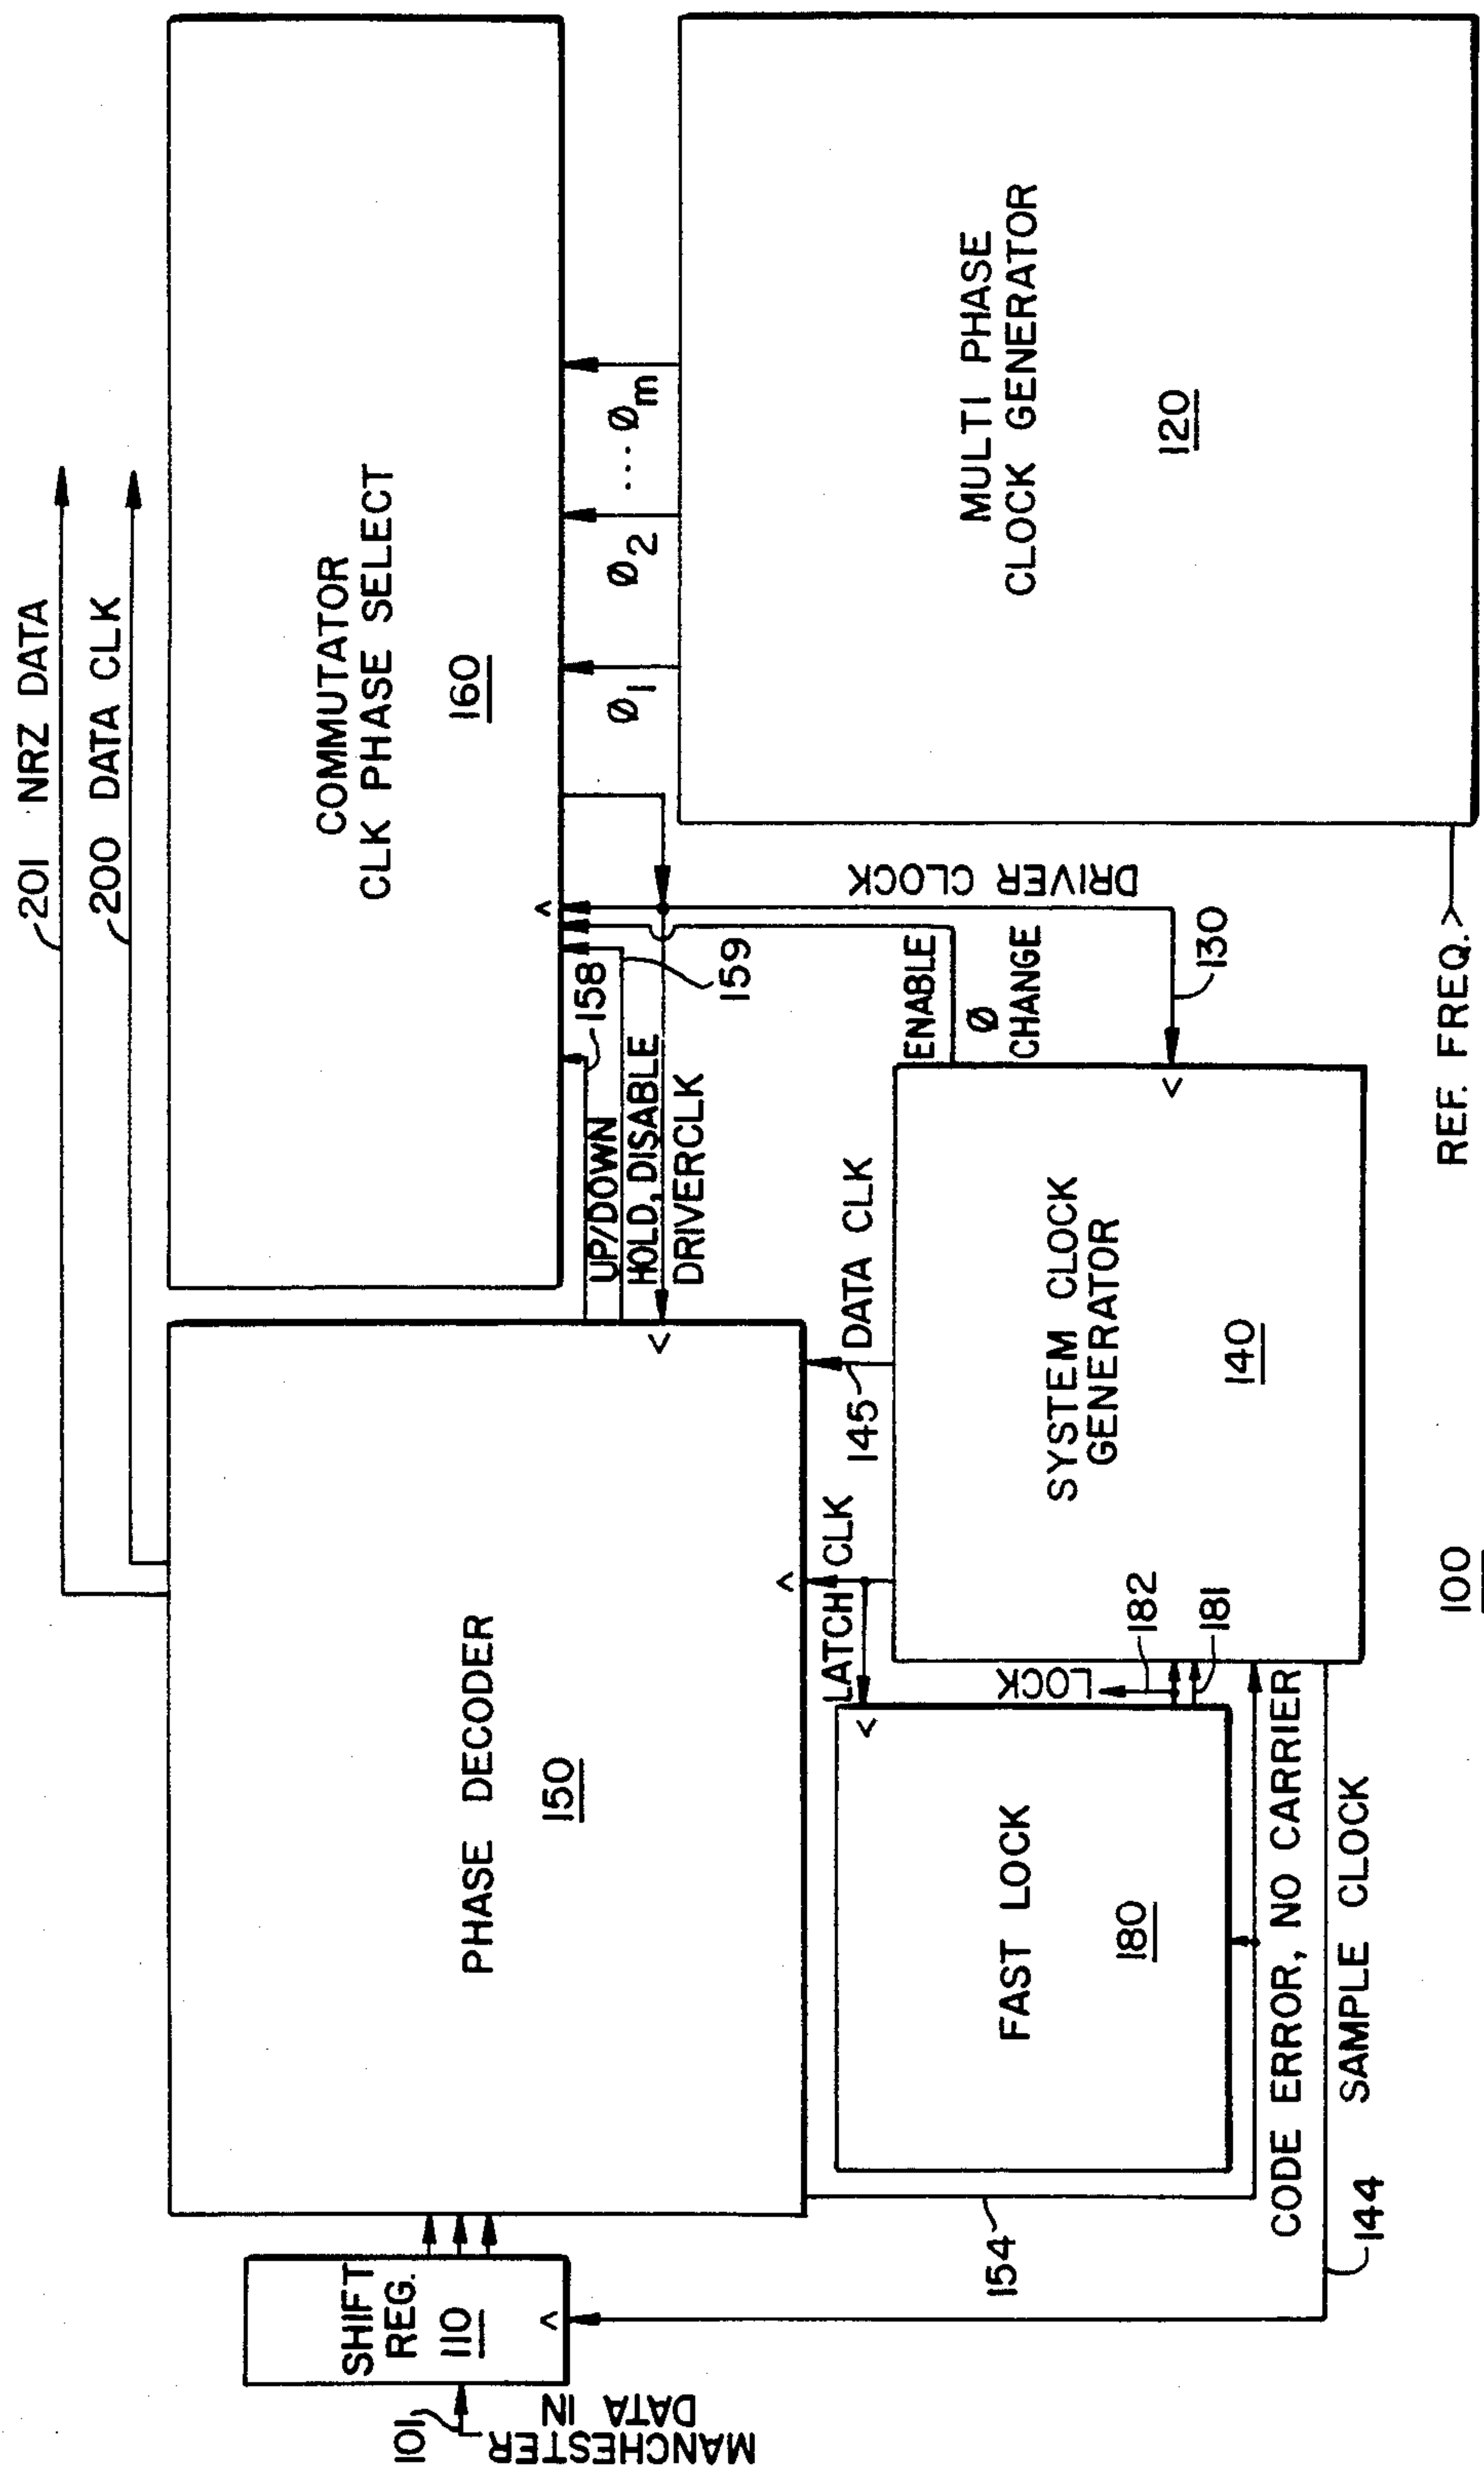 201 NRZ DATA
200 DATA CLK
COMMUTATOR
CLK PHASE SELECT
160
Ø1
Ø2
...Øm
MULTI PHASE
CLOCK GENERATOR
120
REF. FREQ.
PHASE DECODER
150
158
159
UP/DOWN
HOLD, DISABLE
DRIVERCLK
DRIVER CLOCK
130
ENABLE
Ø
CHANGE
SHIFT
REG.
110
101
MANCHESTER
DATA IN
LATCH CLK
145
DATA CLK
SYSTEM CLOCK
GENERATOR
140
FAST LOCK
180
LOCK
182
181
154
CODE ERROR, NO CARRIER
144
SAMPLE CLOCK
100